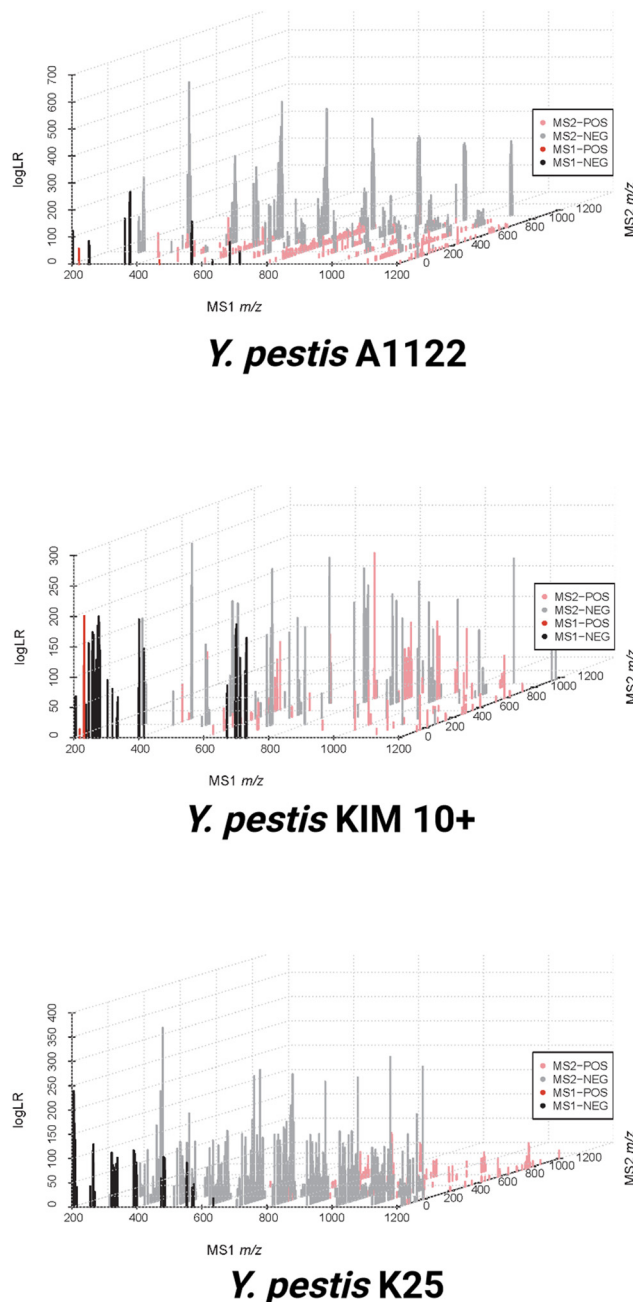 700
600
500
400
300
200
100
0
logLR
MS2-POS
MS2-NEG
MS1-POS
MS1-NEG
200 400 600 800 1000 1200
0 200 400 600 800 1000 1200
MS1 m/z
MS2 m/z
Y. pestis A1122
300
250
200
150
100
50
0
logLR
MS2-POS
MS2-NEG
MS1-POS
MS1-NEG
200 400 600 800 1000 1200
0 200 400 600 800 1000 1200
MS1 m/z
MS2 m/z
Y. pestis KIM 10+
400
350
300
250
200
150
100
50
0
logLR
MS2-POS
MS2-NEG
MS1-POS
MS1-NEG
200 400 600 800 1000 1200
0 200 400 600 800 1000 1200
MS1 m/z
MS2 m/z
Y. pestis K25